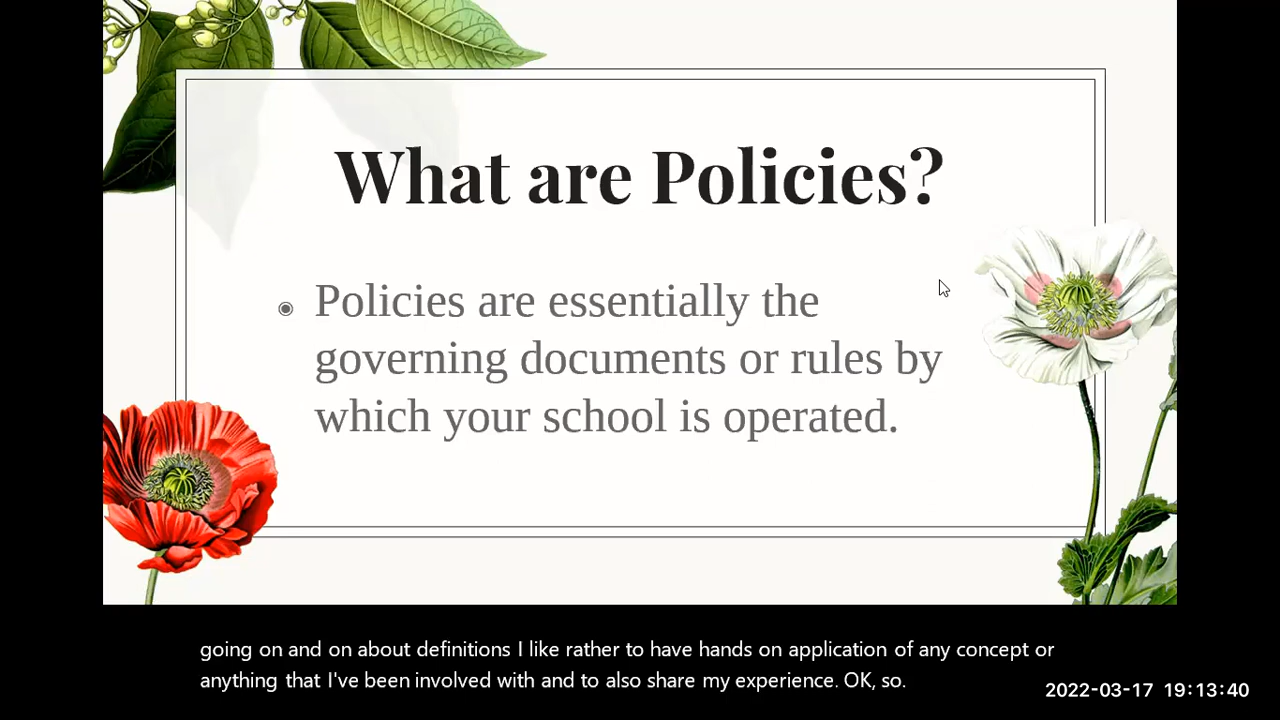 What are Policies?
Policies are essentially the
governing documents or rules by
which your school is operated.
going on and on about definitions I like rather to have hands on application of any concept or
anything that I've been involved with and to also share my experience. OK, so.
2022-03-17 19:13:40